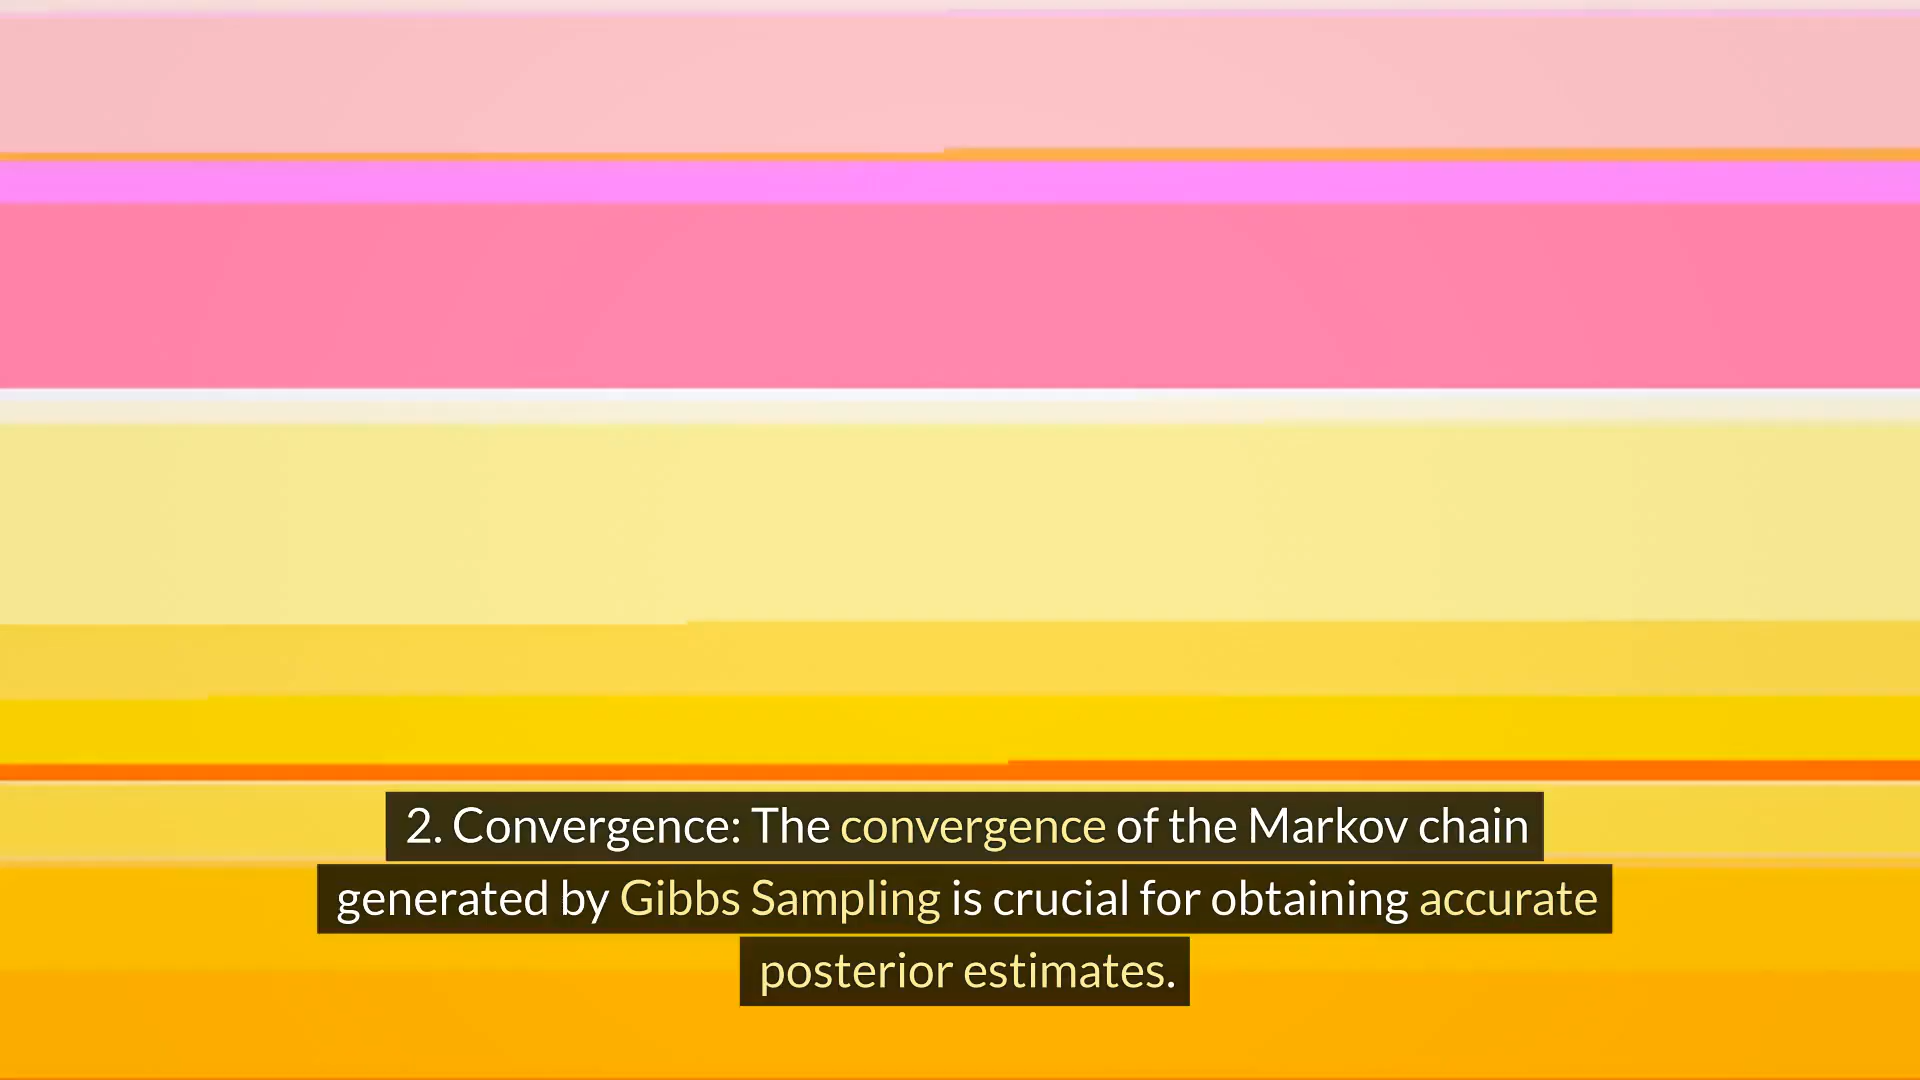 2. Convergence: The convergence of the Markov chain
generated by Gibbs Sampling is crucial for obtaining accurate
posterior estimates.